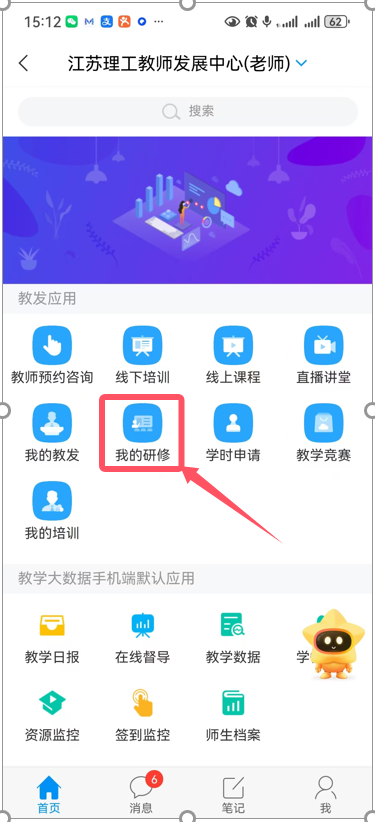 15:12 ··· 62
江苏理工教师发展中心(老师)
搜索
教发应用
教师预约咨询 线下培训 线上课程 直播讲堂
我的教发 我的研修 学时申请 教学竞赛
我的培训
教学大数据手机端默认应用
教学日报 在线督导 教学数据 学
资源监控 签到监控 师生档案
6
首页 消息 笔记 我